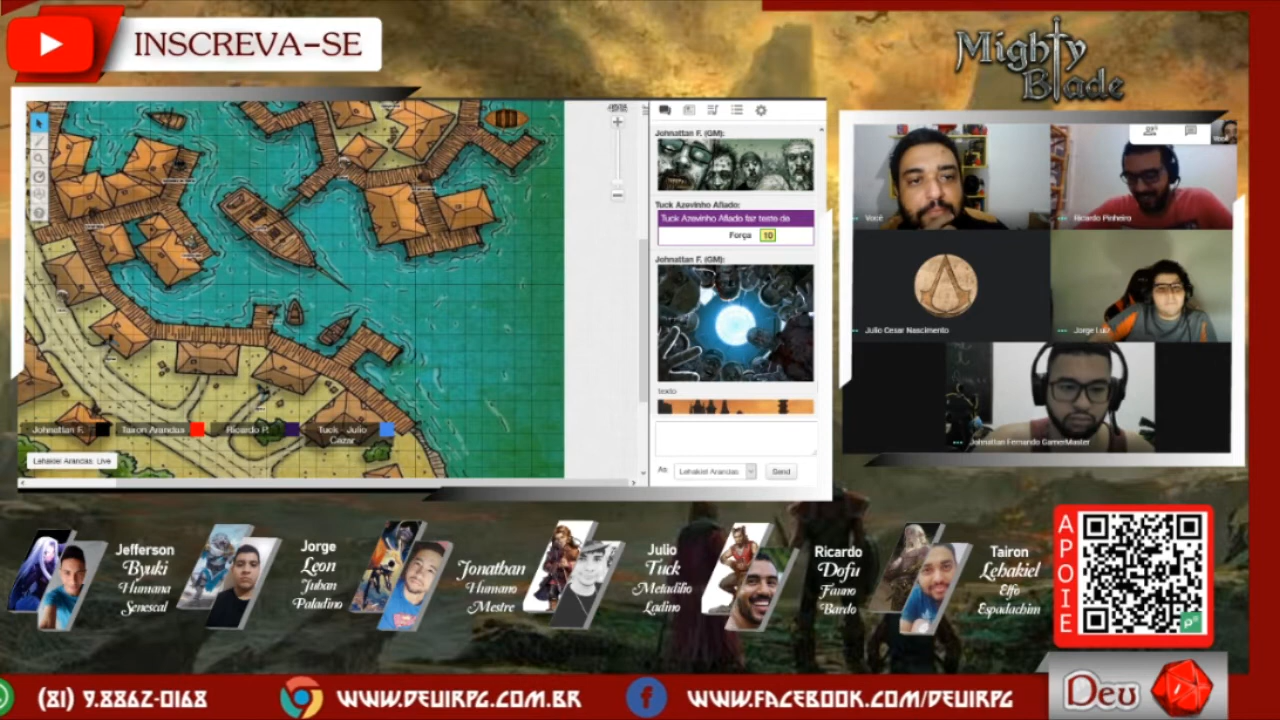 INSCREVA-SE
Mighty
Blade
Johnattan F. (GM):
Tuck Azevinho Afiado:
Tuck Azevinho Afiado faz teste de
Força 10
Johnattan F. (GM):
texto
As: Lehakiel Arandas Send
Johnattan F.
Tairon Arandas
Ricardo P.
Tuck - Julio
Cezar
Lehakiel Arandas: Live
Você
Ricardo Pinheiro
Julio Cesar Nascimento
Jorge Luiz
Johnattan Fernando GamerMaster
Jefferson
Byuki
Humana
Senescal
Jorge
Leon
Juban
Paladino
Jonathan
Humano
Mestre
Julio
Tuck
Metadílio
Ladino
Ricardo
Dofu
Fauno
Bardo
Tairon
Lehakiel
Elfo
Espadachim
APOIE
(81) 9.8862-0168
WWW.DEUIRPG.COM.BR
WWW.FACEBOOK.COM/DEUIRPG
Deu